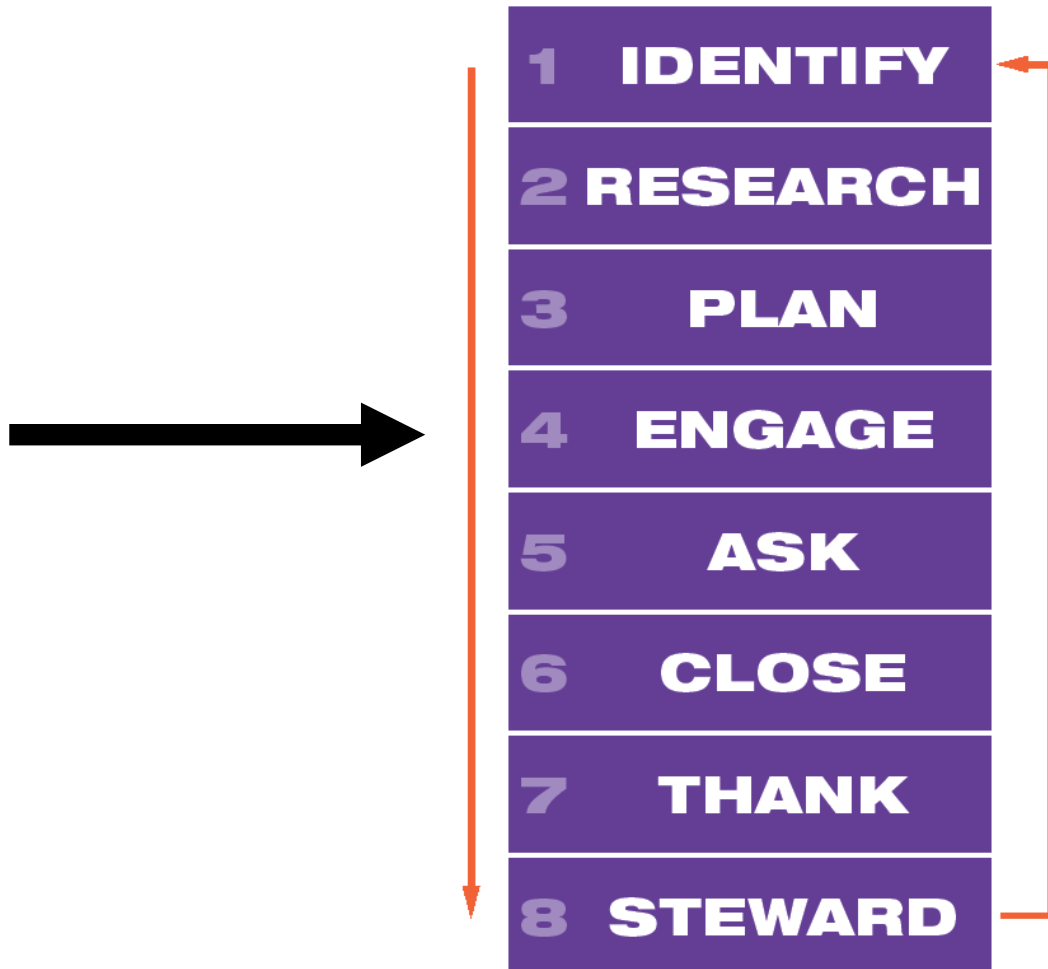 1 IDENTIFY
2 RESEARCH
3 PLAN
4 ENGAGE
5 ASK
6 CLOSE
7 THANK
8 STEWARD